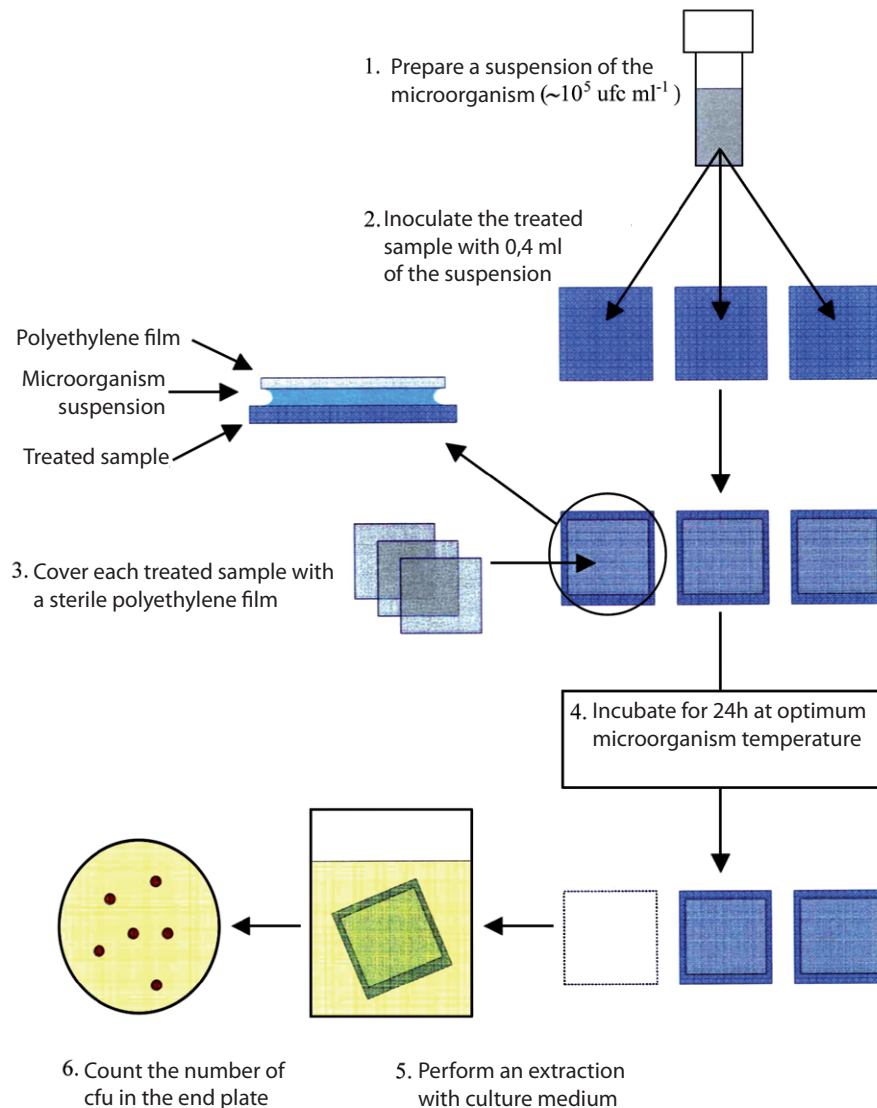 1. Prepare a suspension of the
microorganism (~10⁵ ufc ml⁻¹)
2. Inoculate the treated
sample with 0,4 ml
of the suspension
Polyethylene film
Microorganism
suspension
Treated sample
3. Cover each treated sample with
a sterile polyethylene film
4. Incubate for 24h at optimum
microorganism temperature
5. Perform an extraction
with culture medium
6. Count the number of
cfu in the end plate